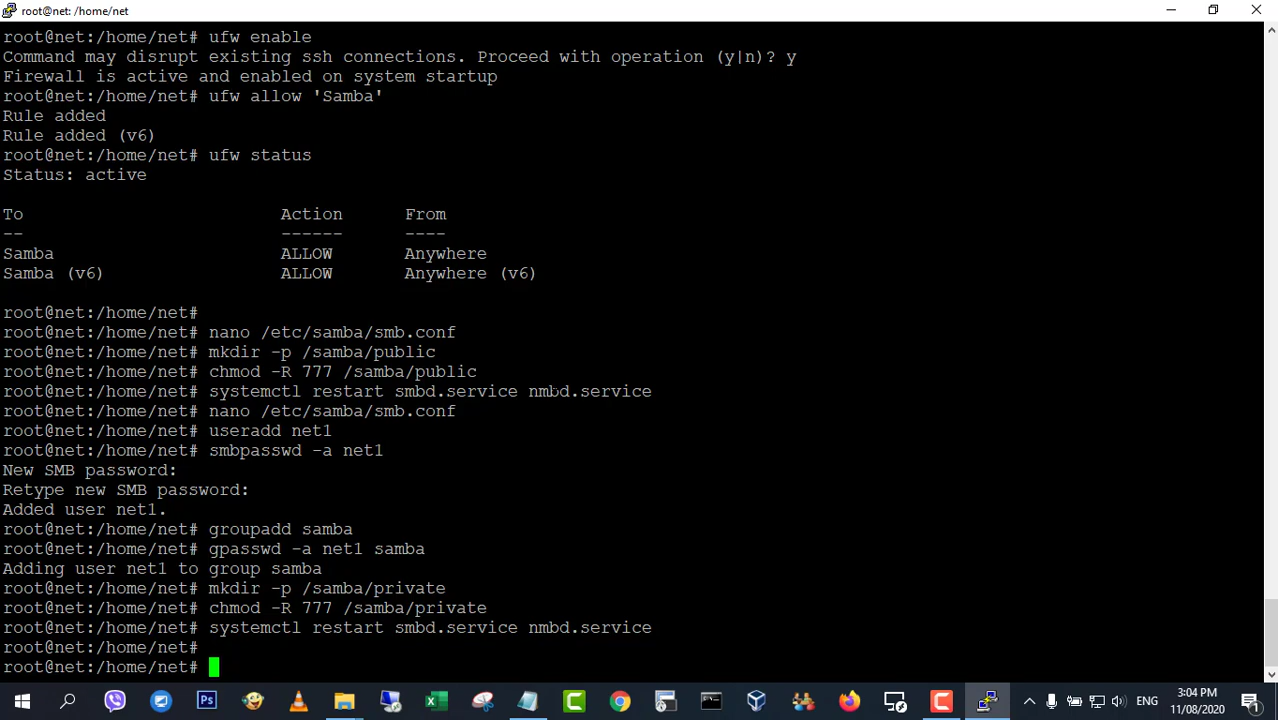 root@net: /home/net
root@net:/home/net# ufw enable
Command may disrupt existing ssh connections. Proceed with operation (y|n)? y
Firewall is active and enabled on system startup
root@net:/home/net# ufw allow 'Samba'
Rule added
Rule added (v6)
root@net:/home/net# ufw status
Status: active
To Action From
-- ------ ----
Samba ALLOW Anywhere
Samba (v6) ALLOW Anywhere (v6)
root@net:/home/net#
root@net:/home/net# nano /etc/samba/smb.conf
root@net:/home/net# mkdir -p /samba/public
root@net:/home/net# chmod -R 777 /samba/public
root@net:/home/net# systemctl restart smbd.service nmbd.service
root@net:/home/net# nano /etc/samba/smb.conf
root@net:/home/net# useradd net1
root@net:/home/net# smbpasswd -a net1
New SMB password:
Retype new SMB password:
Added user net1.
root@net:/home/net# groupadd samba
root@net:/home/net# gpasswd -a net1 samba
Adding user net1 to group samba
root@net:/home/net# mkdir -p /samba/private
root@net:/home/net# chmod -R 777 /samba/private
root@net:/home/net# systemctl restart smbd.service nmbd.service
root@net:/home/net#
root@net:/home/net#
Ps
ENG
3:04 PM
11/08/2020